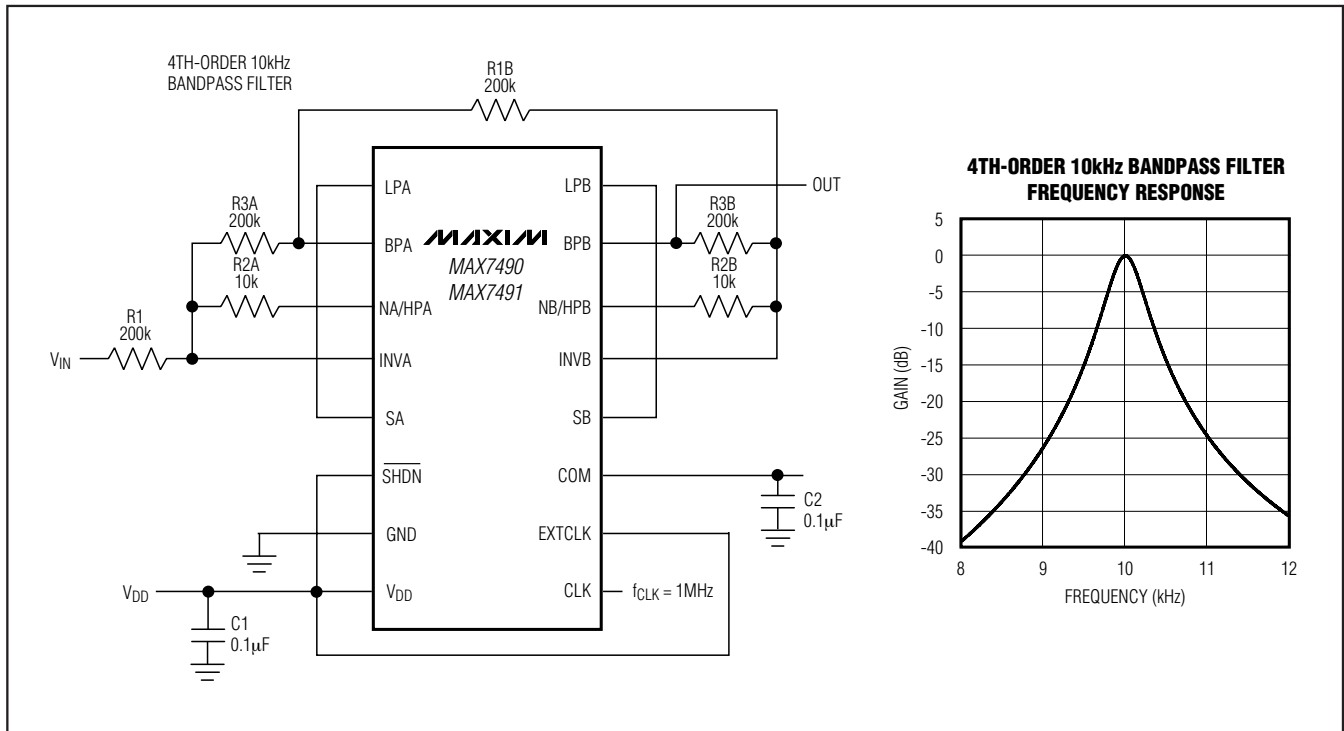 4TH-ORDER 10kHz
BANDPASS FILTER
R1B
200k
LPA
LPB
OUT
R3A
200k
BPA
MAXIM
BPB
R3B
200k
MAX7490
MAX7491
R2A
10k
NA/HPA
NB/HPB
R2B
10k
R1
200k
VIN
INVA
INVB
SA
SB
SHDN
COM
C2
0.1µF
GND
EXTCLK
VDD
VDD
CLK
fCLK = 1MHz
C1
0.1µF
4TH-ORDER 10kHz BANDPASS FILTER
FREQUENCY RESPONSE
GAIN (dB)
5
0
-5
-10
-15
-20
-25
-30
-35
-40
8 9 10 11 12
FREQUENCY (kHz)